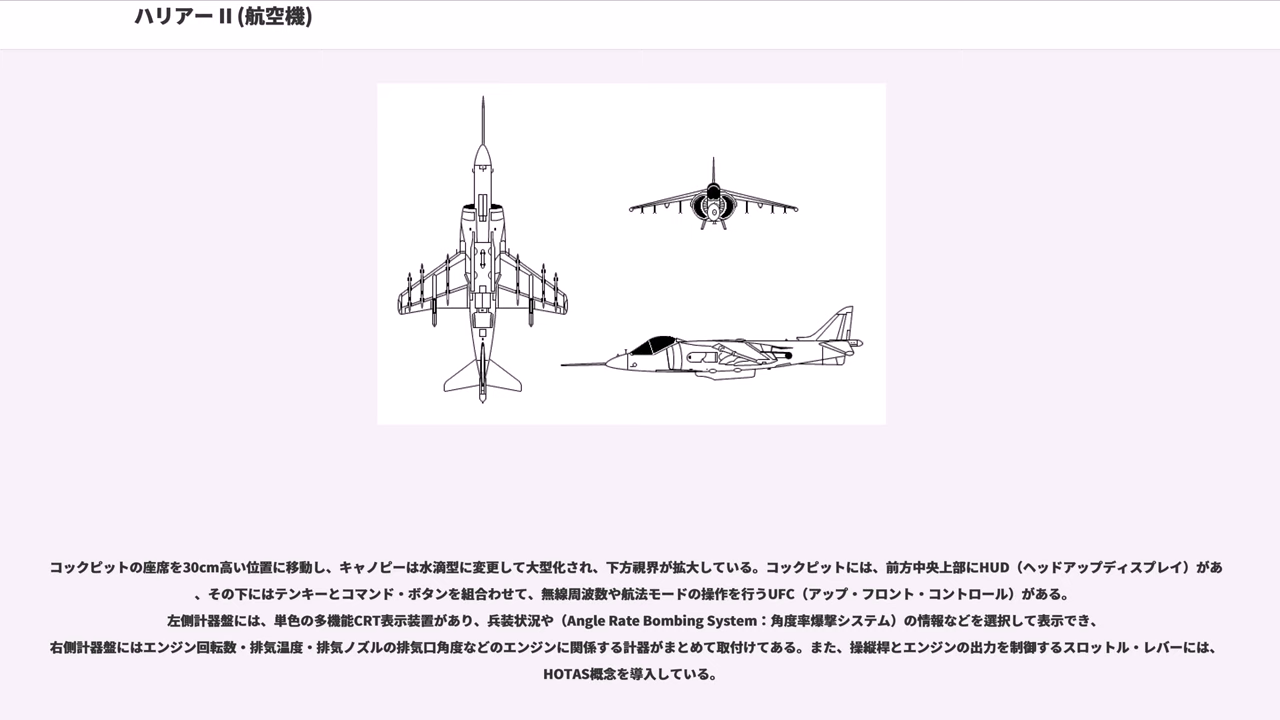 ハリアー II (航空機)
コックピットの座席を30cm高い位置に移動し、キャノピーは水滴型に変更して大型化され、下方視界が拡大している。コックピットには、前方中央上部にHUD（ヘッドアップディスプレイ）があ
、その下にはテンキーとコマンド・ボタンを組合わせて、無線周波数や航法モードの操作を行うUFC（アップ・フロント・コントロール）がある。
左側計器盤には、単色の多機能CRT表示装置があり、兵装状況や（Angle Rate Bombing System：角度率爆撃システム）の情報などを選択して表示でき、
右側計器盤にはエンジン回転数・排気温度・排気ノズルの排気口角度などのエンジンに関係する計器がまとめて取付けてある。また、操縦桿とエンジンの出力を制御するスロットル・レバーには、
HOTAS概念を導入している。